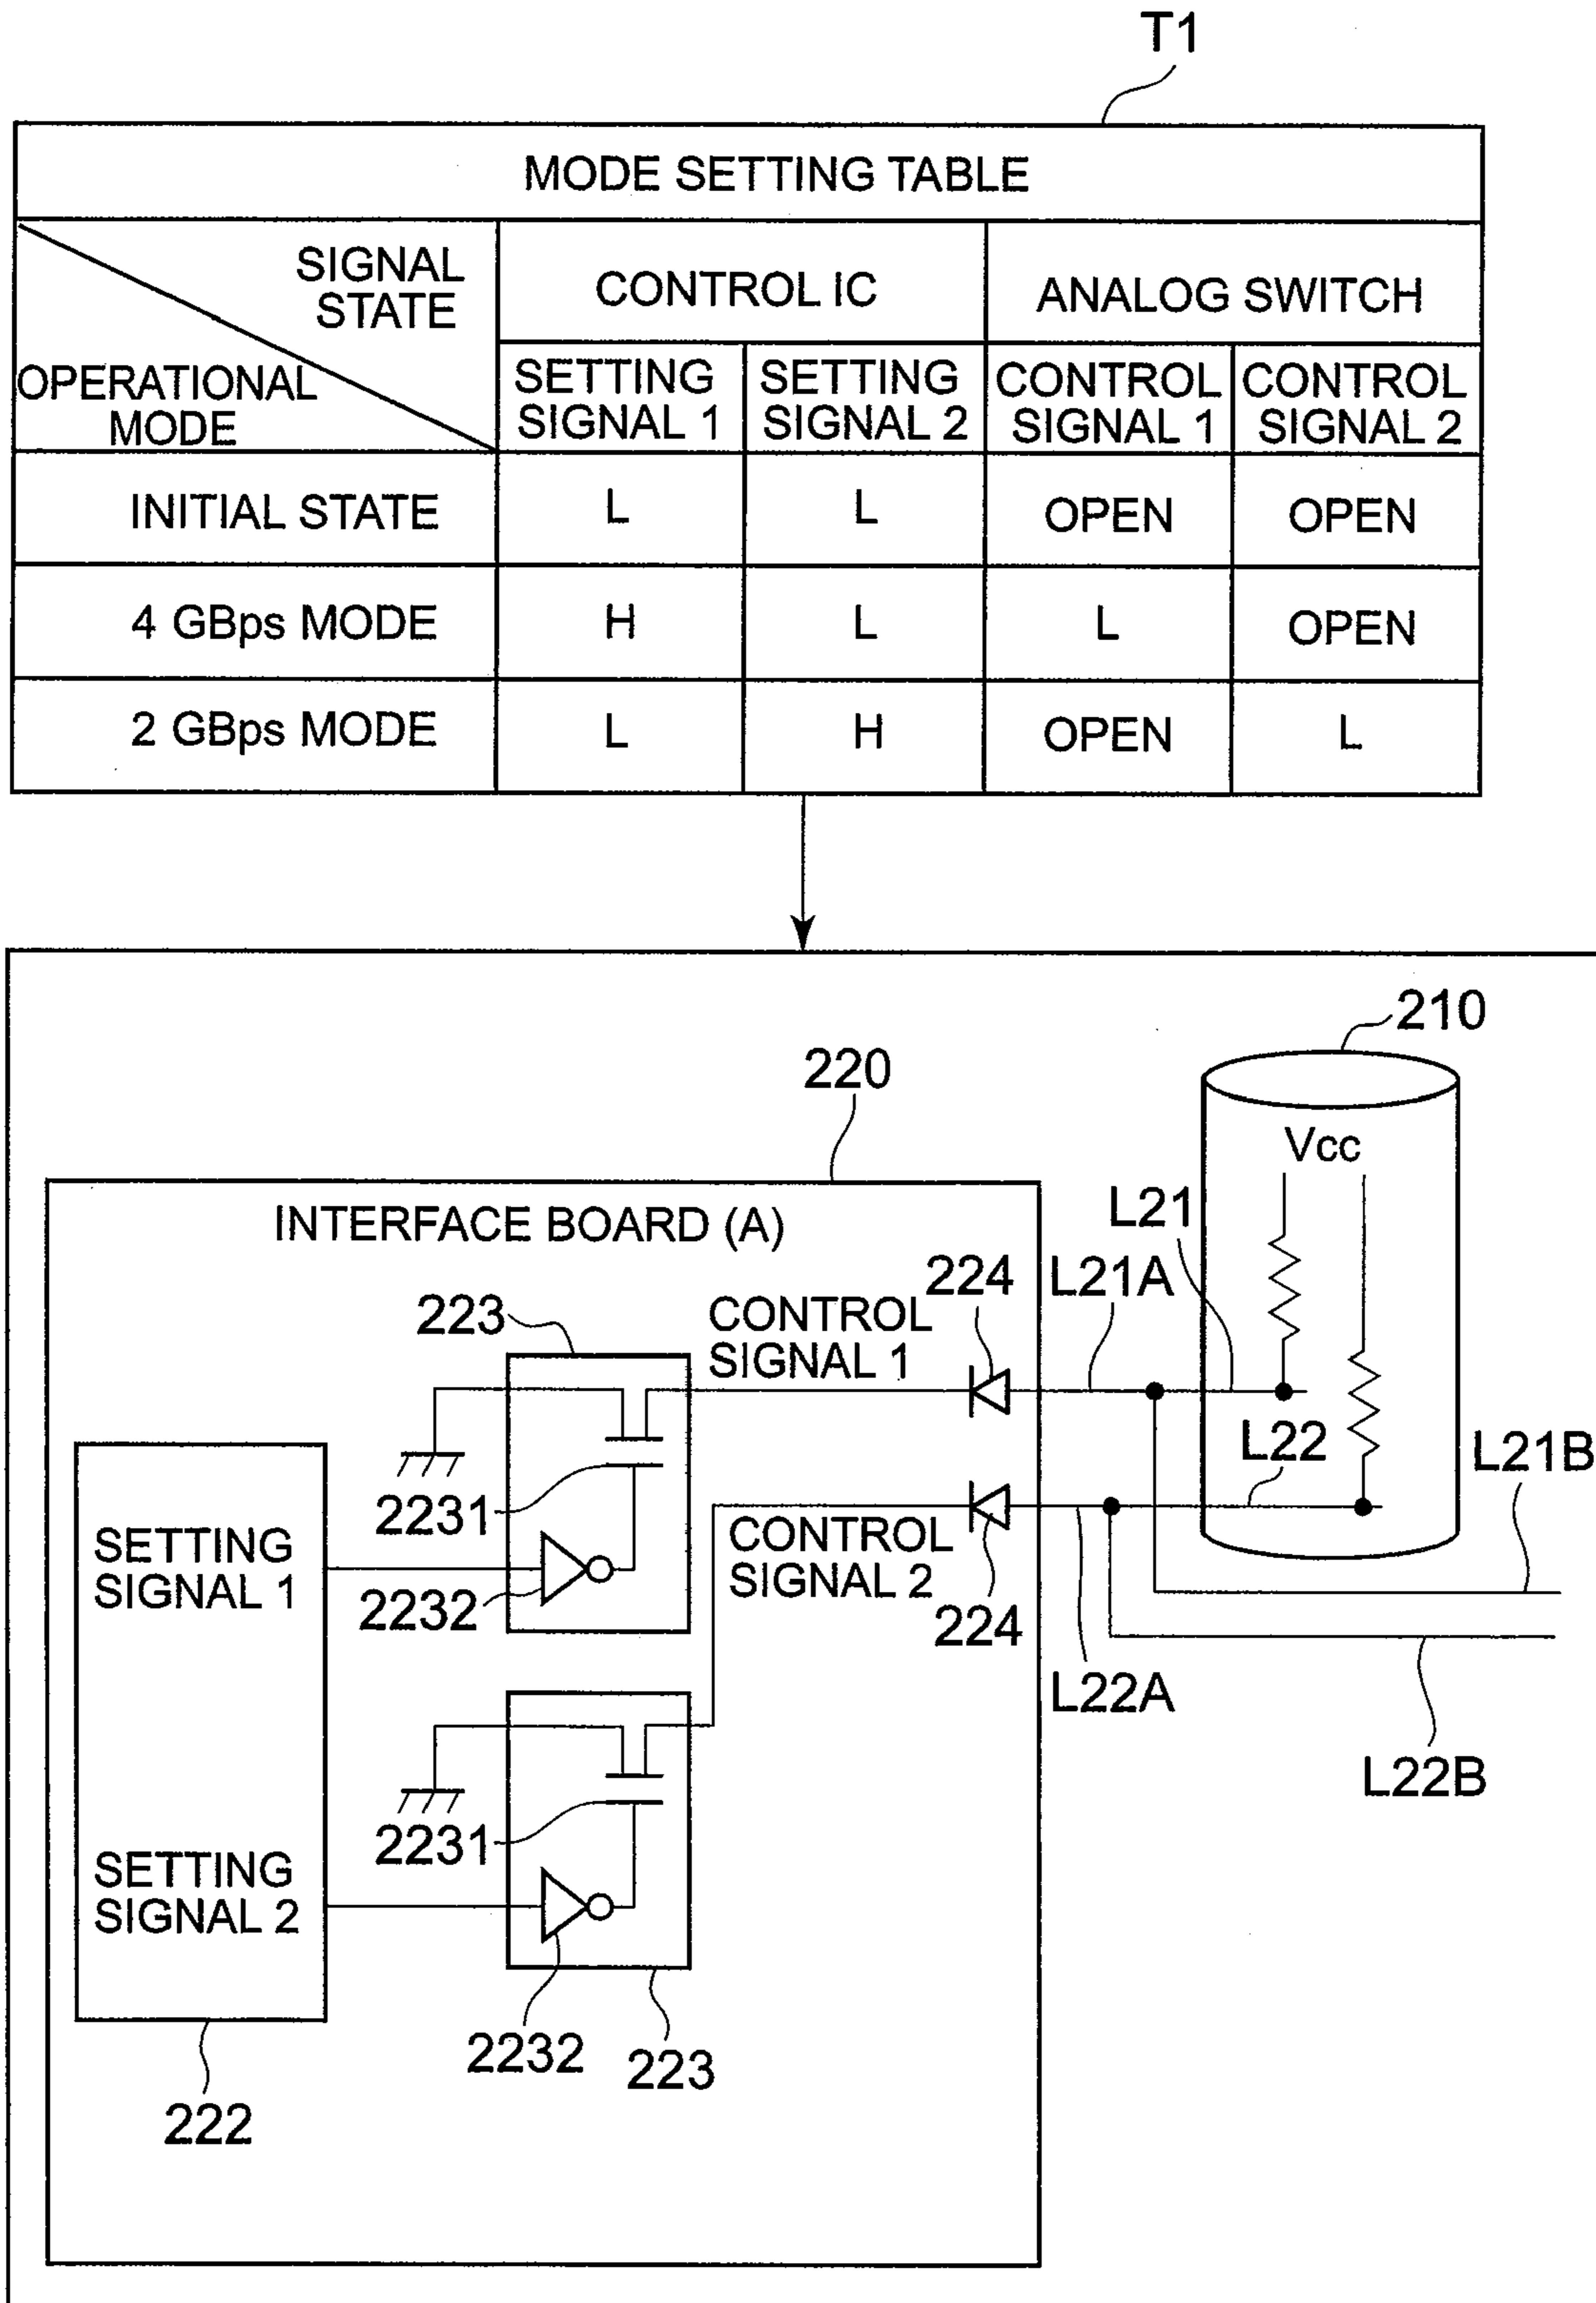 T1
MODE SETTING TABLE
SIGNAL
STATE
OPERATIONAL
MODE
CONTROL IC
ANALOG SWITCH
SETTING
SIGNAL 1
SETTING
SIGNAL 2
CONTROL
SIGNAL 1
CONTROL
SIGNAL 2
INITIAL STATE L L OPEN OPEN
4 GBps MODE H L L OPEN
2 GBps MODE L H OPEN L
210
220
Vcc
INTERFACE BOARD (A)
L21
224
L21A
223
CONTROL
SIGNAL 1
L22
L21B
2231
CONTROL
SIGNAL 2
SETTING
SIGNAL 1
2232
224
L22A
L22B
2231
SETTING
SIGNAL 2
2232
223
222